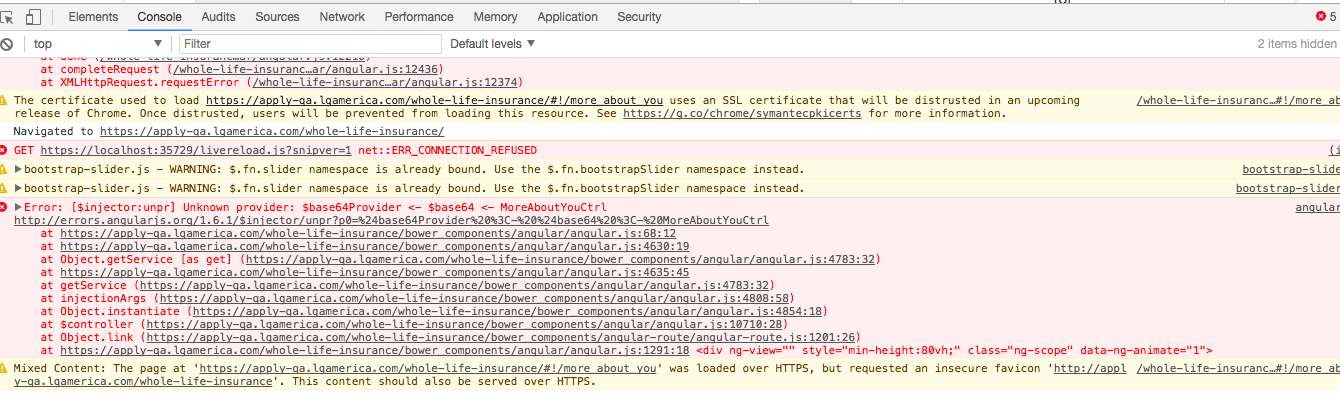 Elements Console Audits Sources Network Performance Memory Application Security 5
top Filter Default levels 2 items hidden
at completeRequest (/whole-life-insuranc…ar/angular.js:12436)
at XMLHttpRequest.requestError (/whole-life-insuranc…ar/angular.js:12374)
The certificate used to load https://apply-qa.lgamerica.com/whole-life-insurance/#!/more_about_you uses an SSL certificate that will be distrusted in an upcoming /whole-life-insuranc…#!/more_ab
release of Chrome. Once distrusted, users will be prevented from loading this resource. See https://g.co/chrome/symantecpkicerts for more information.
Navigated to https://apply-qa.lgamerica.com/whole-life-insurance/
GET https://localhost:35729/livereload.js?snipver=1 net::ERR_CONNECTION_REFUSED (i
bootstrap-slider.js - WARNING: $.fn.slider namespace is already bound. Use the $.fn.bootstrapSlider namespace instead. bootstrap-slide
bootstrap-slider.js - WARNING: $.fn.slider namespace is already bound. Use the $.fn.bootstrapSlider namespace instead. bootstrap-slider
Error: [$injector:unpr] Unknown provider: $base64Provider <- $base64 <- MoreAboutYouCtrl angular
http://errors.angularjs.org/1.6.1/$injector/unpr?p0=%24base64Provider%20%3C-%20%24base64%20%3C-%20MoreAboutYouCtrl
at https://apply-qa.lgamerica.com/whole-life-insurance/bower_components/angular/angular.js:68:12
at https://apply-qa.lgamerica.com/whole-life-insurance/bower_components/angular/angular.js:4630:19
at Object.getService [as get] (https://apply-qa.lgamerica.com/whole-life-insurance/bower_components/angular/angular.js:4783:32)
at https://apply-qa.lgamerica.com/whole-life-insurance/bower_components/angular/angular.js:4635:45
at getService (https://apply-qa.lgamerica.com/whole-life-insurance/bower_components/angular/angular.js:4783:32)
at injectionArgs (https://apply-qa.lgamerica.com/whole-life-insurance/bower_components/angular/angular.js:4808:58)
at Object.instantiate (https://apply-qa.lgamerica.com/whole-life-insurance/bower_components/angular/angular.js:4854:18)
at $controller (https://apply-qa.lgamerica.com/whole-life-insurance/bower_components/angular/angular.js:10710:28)
at Object.link (https://apply-qa.lgamerica.com/whole-life-insurance/bower_components/angular-route/angular-route.js:1201:26)
at https://apply-qa.lgamerica.com/whole-life-insurance/bower_components/angular/angular.js:1291:18 <div ng-view="" style="min-height:80vh;" class="ng-scope" data-ng-animate="1">
Mixed Content: The page at 'https://apply-qa.lgamerica.com/whole-life-insurance/#!/more_about_you' was loaded over HTTPS, but requested an insecure favicon 'http://appl /whole-life-insuranc…#!/more_ab
y-qa.lgamerica.com/whole-life-insurance'. This content should also be served over HTTPS.